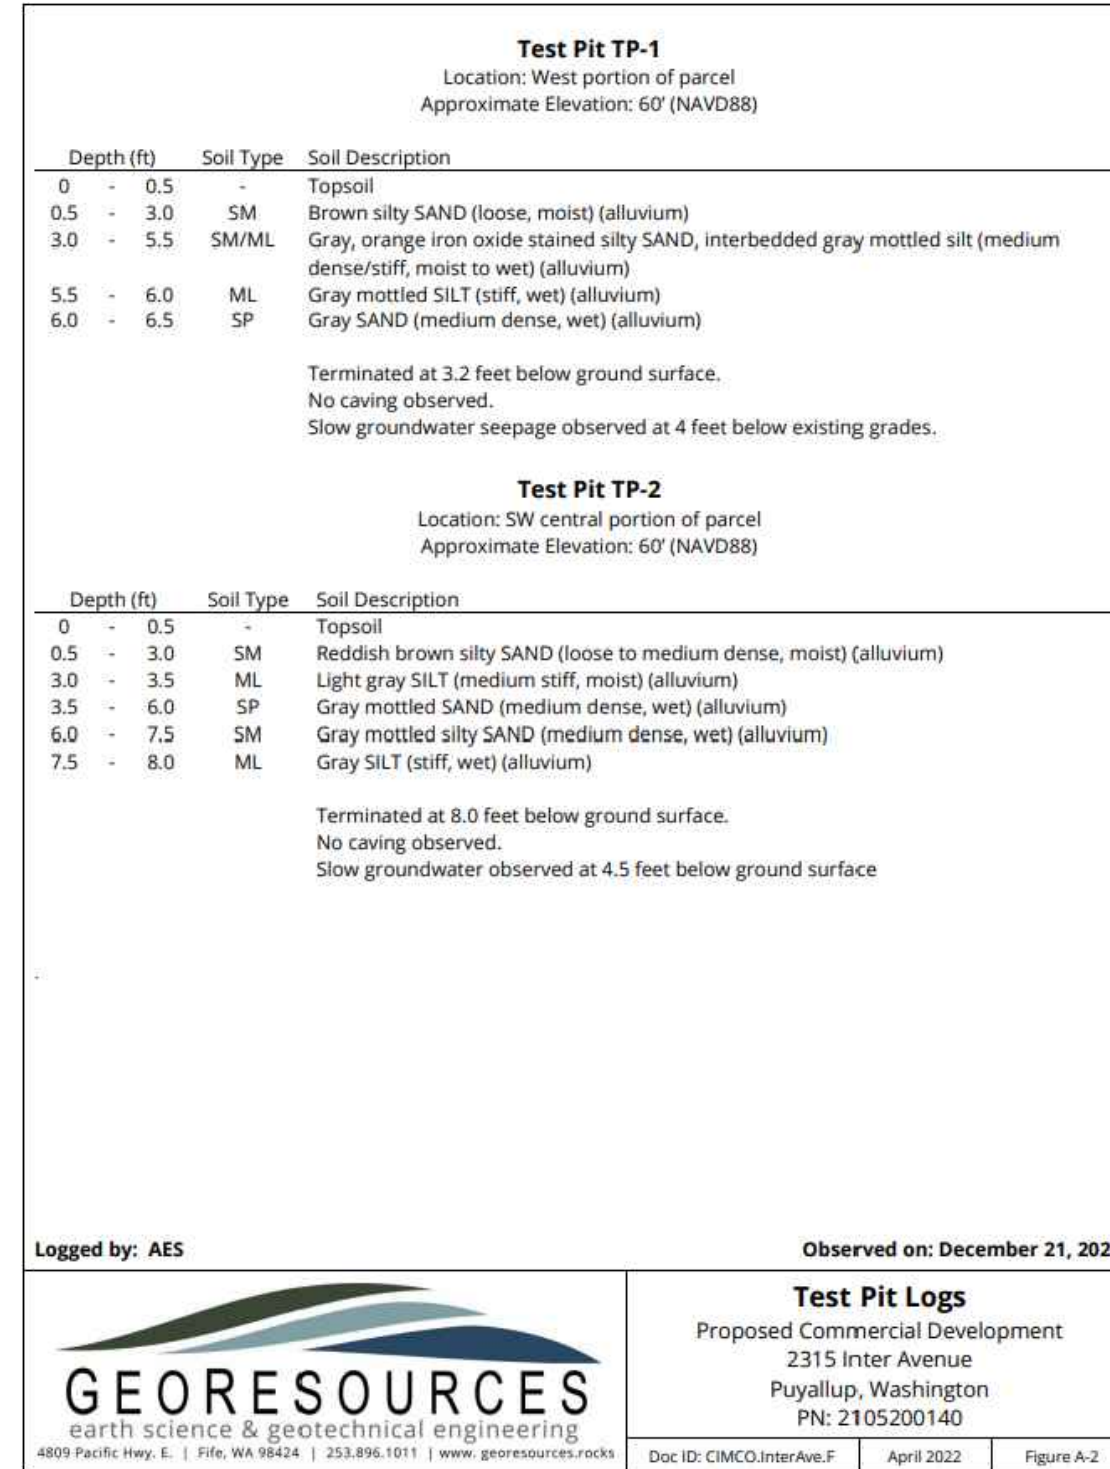 Test Pit TP-1
Location: West portion of parcel
Approximate Elevation: 60' (NAVD88)
Depth (ft) Soil Type Soil Description
0 - 0.5 - Topsoil
0.5 - 3.0 SM Brown silty SAND (loose, moist) (alluvium)
3.0 - 5.5 SM/ML Gray, orange iron oxide stained silty SAND, interbedded gray mottled silt (medium
dense/stiff, moist to wet) (alluvium)
5.5 - 6.0 ML Gray mottled SILT (stiff, wet) (alluvium)
6.0 - 6.5 SP Gray SAND (medium dense, wet) (alluvium)
Terminated at 3.2 feet below ground surface.
No caving observed.
Slow groundwater seepage observed at 4 feet below existing grades.
Test Pit TP-2
Location: SW central portion of parcel
Approximate Elevation: 60' (NAVD88)
Depth (ft) Soil Type Soil Description
0 - 0.5 - Topsoil
0.5 - 3.0 SM Reddish brown silty SAND (loose to medium dense, moist) (alluvium)
3.0 - 3.5 ML Light gray SILT (medium stiff, moist) (alluvium)
3.5 - 6.0 SP Gray mottled SAND (medium dense, wet) (alluvium)
6.0 - 7.5 SM Gray mottled silty SAND (medium dense, wet) (alluvium)
7.5 - 8.0 ML Gray SILT (stiff, wet) (alluvium)
Terminated at 8.0 feet below ground surface.
No caving observed.
Slow groundwater observed at 4.5 feet below ground surface
Logged by: AES Observed on: December 21, 202
GEORESOURCES
earth science & geotechnical engineering
4809 Pacific Hwy. E. | Fife, WA 98424 | 253.896.1011 | www. georesources.rocks
Test Pit Logs
Proposed Commercial Development
2315 Inter Avenue
Puyallup, Washington
PN: 2105200140
Doc ID: CIMCO.InterAve.F April 2022 Figure A-2